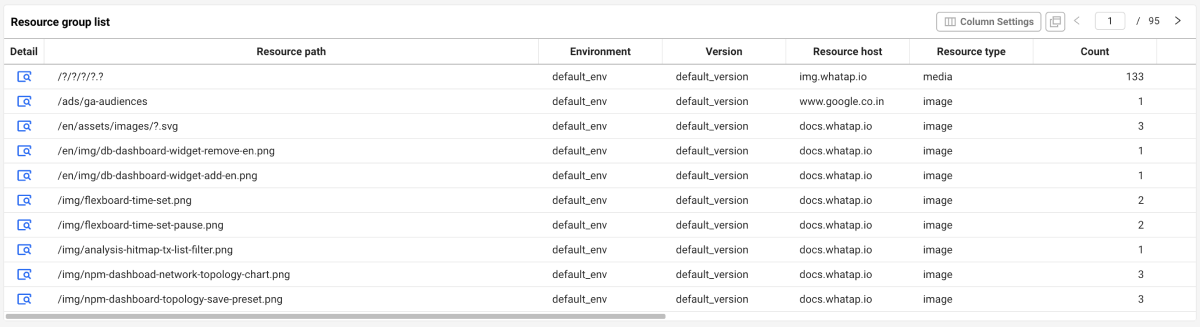 Resource group list
Column Settings
1 / 95
Detail Resource path Environment Version Resource host Resource type Count
/?/?/?/?.? default_env default_version img.whatap.io media 133
/ads/ga-audiences default_env default_version www.google.co.in image 1
/en/assets/images/?.svg default_env default_version docs.whatap.io image 3
/en/img/db-dashboard-widget-remove-en.png default_env default_version docs.whatap.io image 1
/en/img/db-dashboard-widget-add-en.png default_env default_version docs.whatap.io image 1
/img/flexboard-time-set.png default_env default_version docs.whatap.io image 2
/img/flexboard-time-set-pause.png default_env default_version docs.whatap.io image 2
/img/analysis-hitmap-tx-list-filter.png default_env default_version docs.whatap.io image 1
/img/npm-dashboad-network-topology-chart.png default_env default_version docs.whatap.io image 3
/img/npm-dashboard-topology-save-preset.png default_env default_version docs.whatap.io image 3